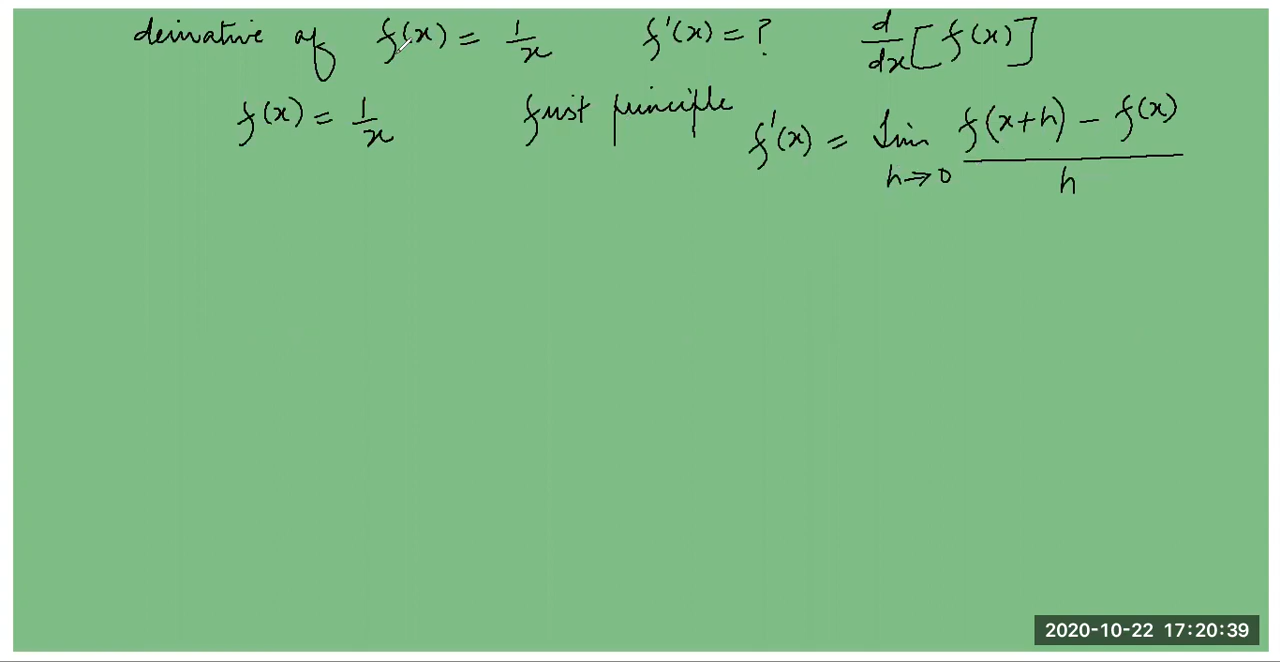 derivative of f(x) = 1/x f'(x) = ? d/dx [f(x)]
f(x) = 1/x first principle f'(x) = lim h→0 f(x+h) - f(x) / h
2020-10-22 17:20:39